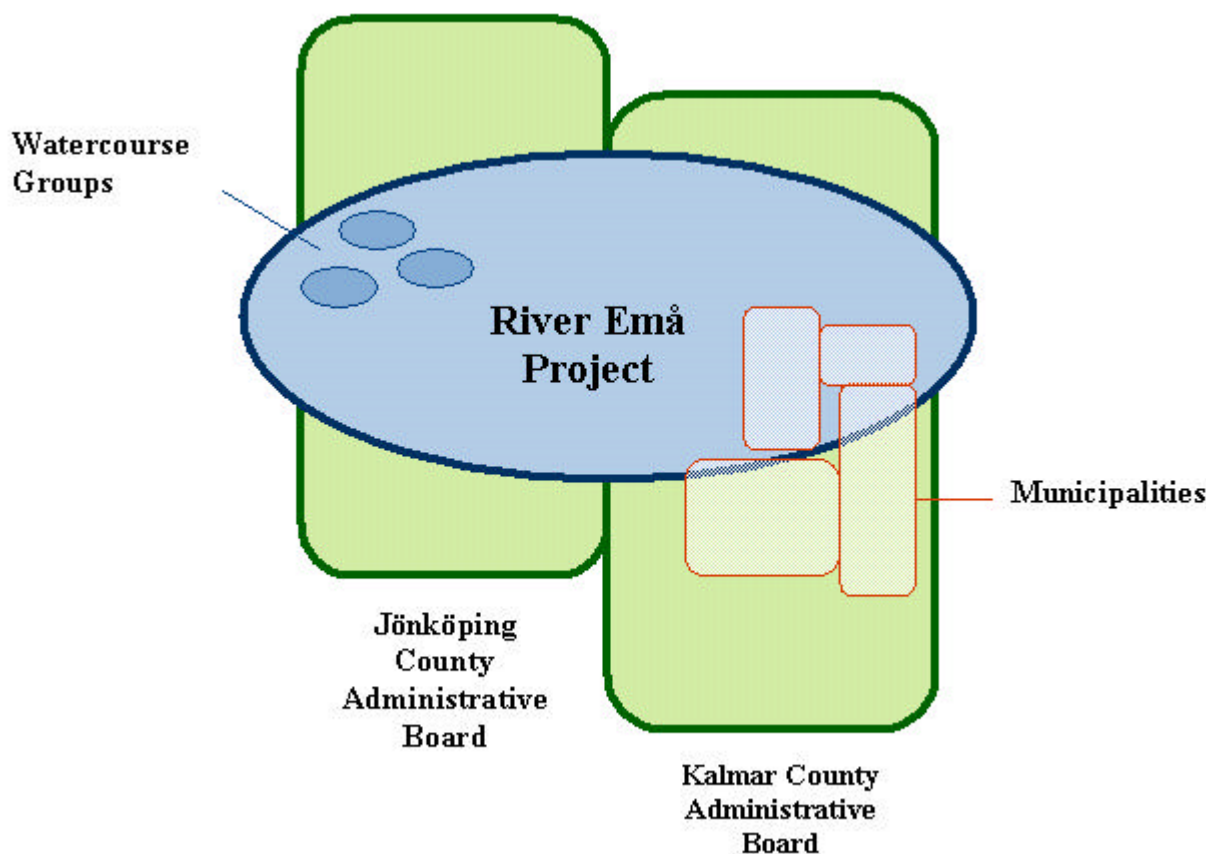 Watercourse
Groups
River Emå
Project
Municipalities
Jönköping
County
Administrative
Board
Kalmar County
Administrative
Board